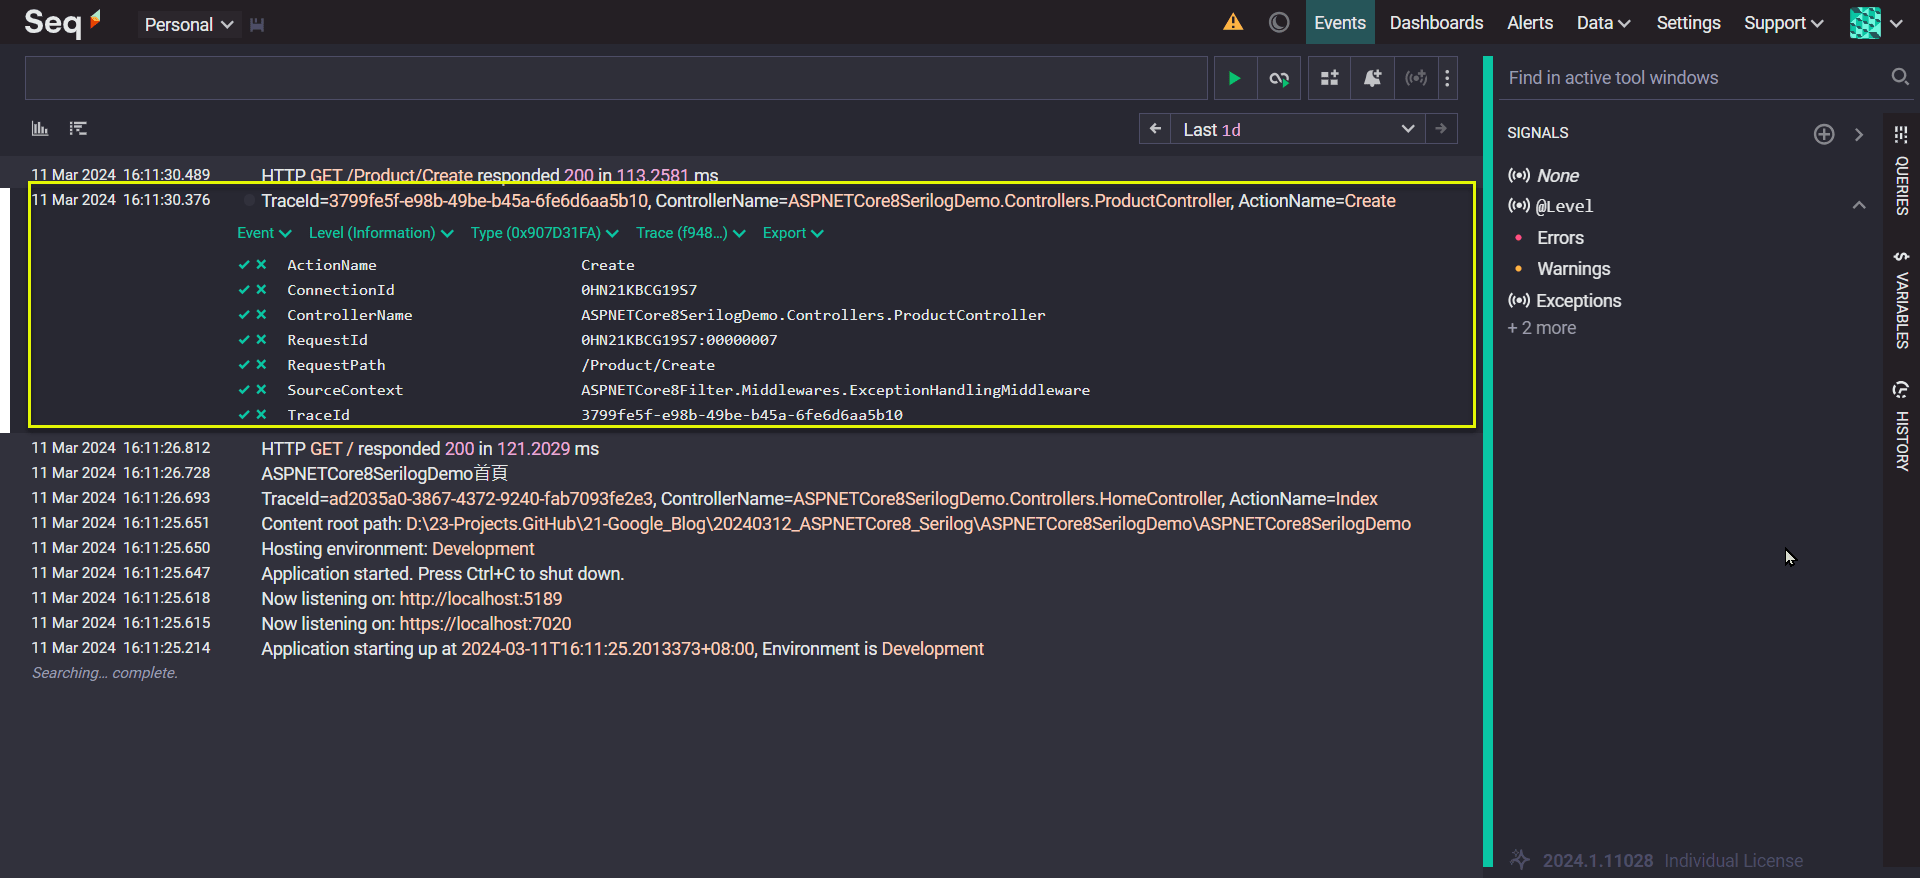 Seq Personal Events Dashboards Alerts Data Settings Support
Find in active tool windows
Last 1d
SIGNALS
None
@Level
Errors
Warnings
Exceptions
+ 2 more
QUERIES
$ VARIABLES
HISTORY
11 Mar 2024 16:11:30.489 HTTP GET /Product/Create responded 200 in 113.2581 ms
11 Mar 2024 16:11:30.376 TraceId=3799fe5f-e98b-49be-b45a-6fe6d6aa5b10, ControllerName=ASPNETCore8SerilogDemo.Controllers.ProductController, ActionName=Create
Event Level (Information) Type (0x907D31FA) Trace (f948...) Export
ActionName Create
ConnectionId 0HN21KBCG19S7
ControllerName ASPNETCore8SerilogDemo.Controllers.ProductController
RequestId 0HN21KBCG19S7:00000007
RequestPath /Product/Create
SourceContext ASPNETCore8Filter.Middlewares.ExceptionHandlingMiddleware
TraceId 3799fe5f-e98b-49be-b45a-6fe6d6aa5b10
11 Mar 2024 16:11:26.812 HTTP GET / responded 200 in 121.2029 ms
11 Mar 2024 16:11:26.728 ASPNETCore8SerilogDemo首頁
11 Mar 2024 16:11:26.693 TraceId=ad2035a0-3867-4372-9240-fab7093fe2e3, ControllerName=ASPNETCore8SerilogDemo.Controllers.HomeController, ActionName=Index
11 Mar 2024 16:11:25.651 Content root path: D:\23-Projects.GitHub\21-Google_Blog\20240312_ASPNETCore8_Serilog\ASPNETCore8SerilogDemo\ASPNETCore8SerilogDemo
11 Mar 2024 16:11:25.650 Hosting environment: Development
11 Mar 2024 16:11:25.647 Application started. Press Ctrl+C to shut down.
11 Mar 2024 16:11:25.618 Now listening on: http://localhost:5189
11 Mar 2024 16:11:25.615 Now listening on: https://localhost:7020
11 Mar 2024 16:11:25.214 Application starting up at 2024-03-11T16:11:25.2013373+08:00, Environment is Development
Searching... complete.
2024.1.11028 Individual License